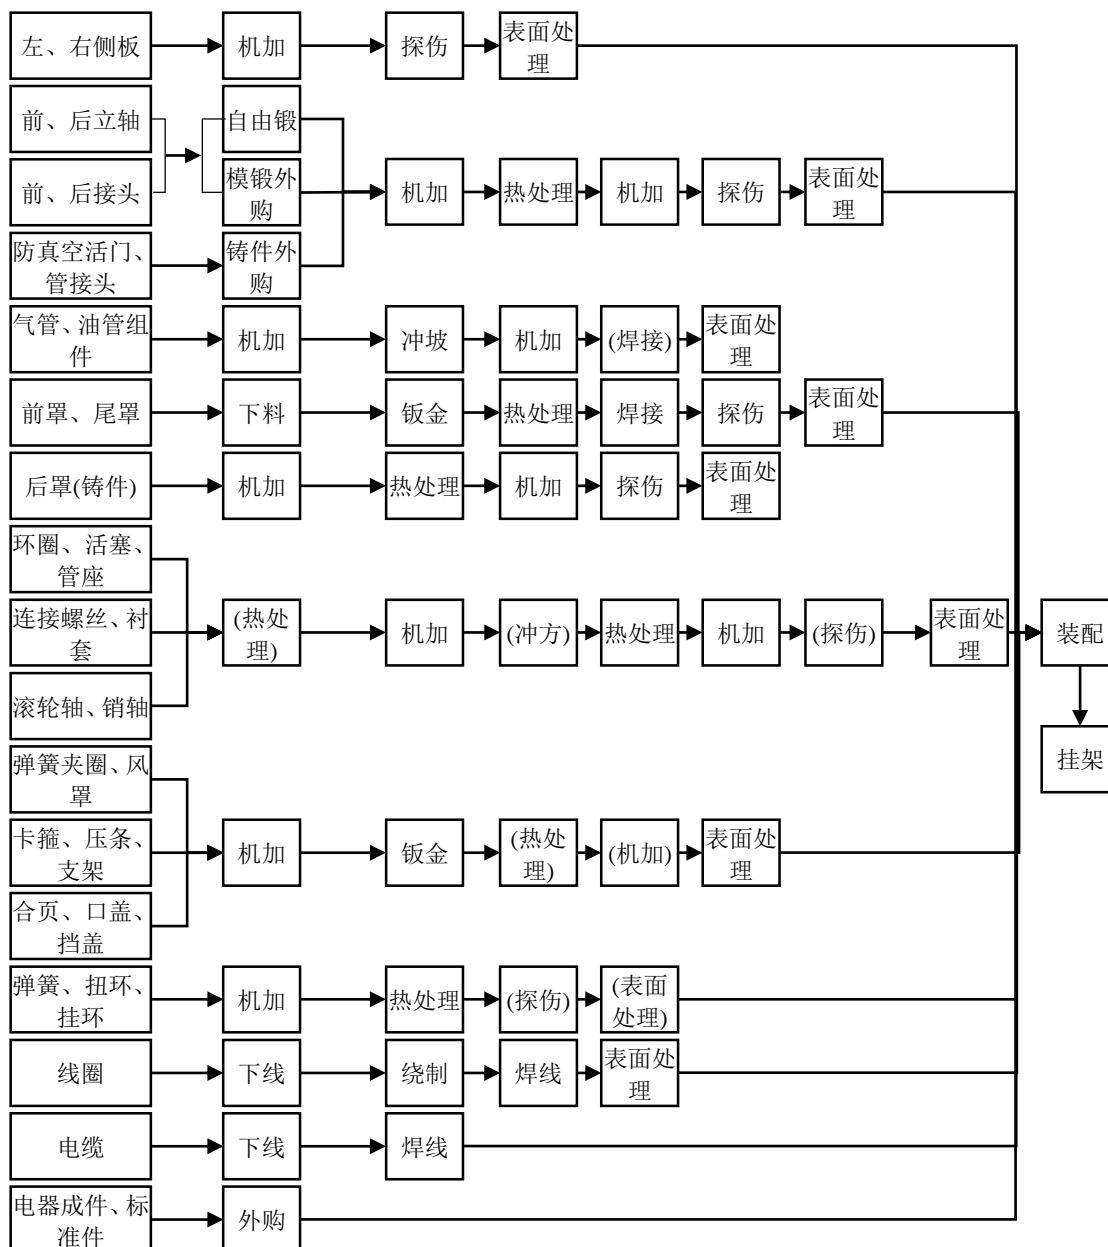 左、右侧板
机加
探伤
表面处
理
前、后立轴
自由锻
前、后接头
模锻外
购
机加
热处理
机加
探伤
表面处
理
防真空活门、
管接头
铸件外
购
气管、油管组
件
机加
冲坡
机加
(焊接)
表面处
理
前罩、尾罩
下料
钣金
热处理
焊接
探伤
表面处
理
后罩(铸件)
机加
热处理
机加
探伤
表面处
理
环圈、活塞、
管座
连接螺丝、衬
套
(热处
理)
机加
(冲方)
热处理
机加
(探伤)
表面处
理
装配
滚轮轴、销轴
挂架
弹簧夹圈、风
罩
卡箍、压条、
支架
机加
钣金
(热处
理)
(机加)
表面处
理
合页、口盖、
挡盖
弹簧、扭环、
挂环
机加
热处理
(探伤)
(表面
处理)
线圈
下线
绕制
焊线
表面处
理
电缆
下线
焊线
电器成件、标
准件
外购